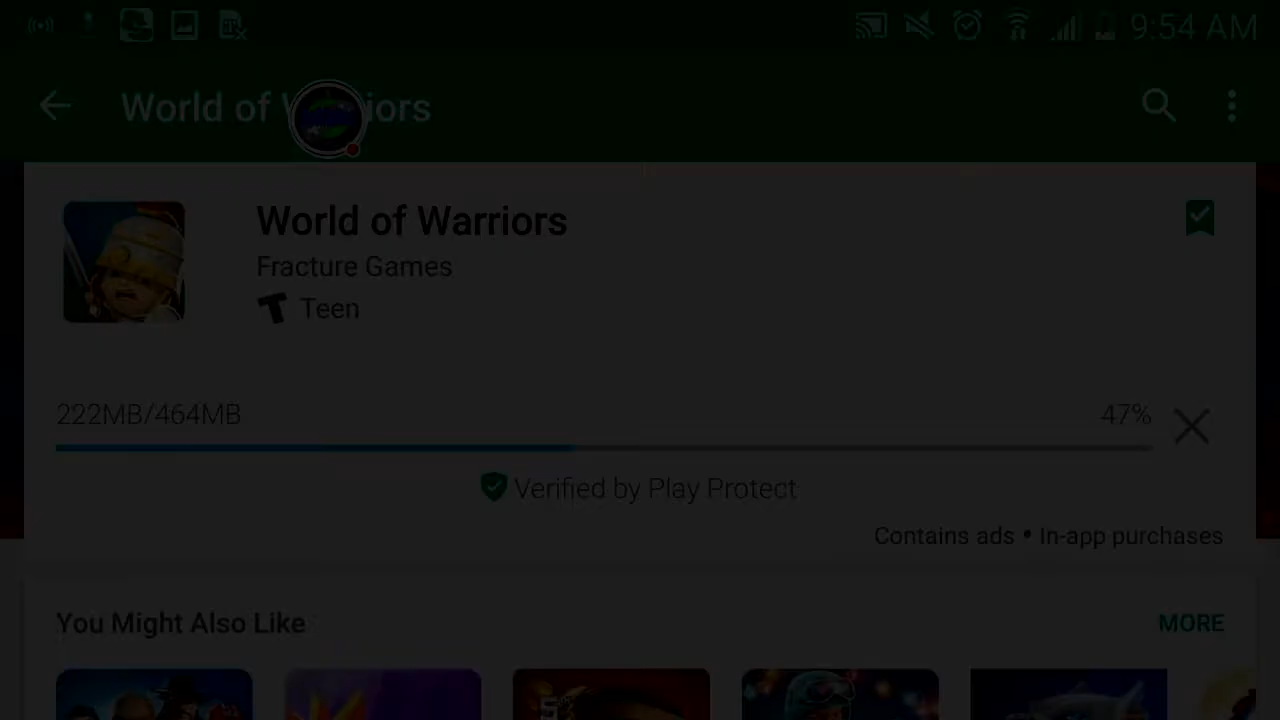 9:54 AM
World of Warriors
World of Warriors
Fracture Games
Teen
222MB/464MB
47%
Verified by Play Protect
Contains ads • In-app purchases
You Might Also Like
MORE